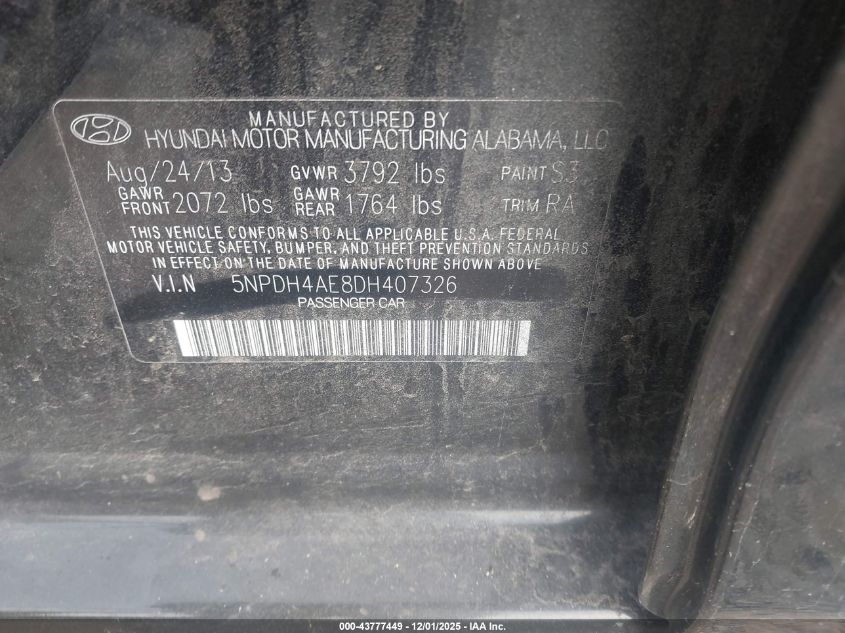 MANUFACTURED BY
HYUNDAI MOTOR MANUFACTURING ALABAMA, LLC
Aug/24/13 GVWR 3792 lbs PAINT S3
GAWR FRONT 2072 lbs GAWR REAR 1764 lbs TRIM RA
THIS VEHICLE CONFORMS TO ALL APPLICABLE U.S.A. FEDERAL
MOTOR VEHICLE SAFETY, BUMPER, AND THEFT PREVENTION STANDARDS
IN EFFECT ON THE DATE OF MANUFACTURE SHOWN ABOVE
V.I.N 5NPDH4AE8DH407326
PASSENGER CAR
000-43777449 - 12/01/2025 - IAA Inc.